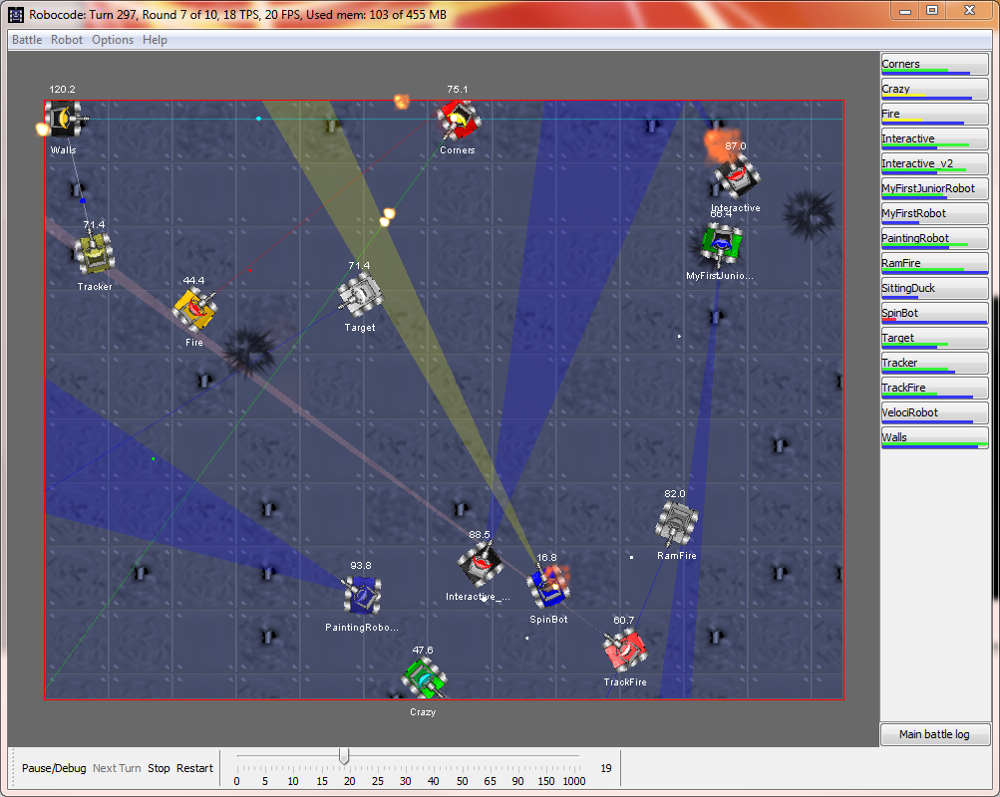 Robocode: Turn 297, Round 7 of 10, 18 TPS, 20 FPS, Used mem: 103 of 455 MB
Battle Robot Options Help
120.2
Walls
75.1
Corners
87.0
Interactive
66.4
MyFirstJunio...
71.4
Tracker
44.4
Fire
71.4
Target
82.0
RamFire
88.5
Interactive_...
16.8
SpinBot
93.8
PaintingRobo...
60.7
TrackFire
47.6
Crazy
Corners
Crazy
Fire
Interactive
Interactive_v2
MyFirstJuniorRobot
MyFirstRobot
PaintingRobot
RamFire
SittingDuck
SpinBot
Target
Tracker
TrackFire
VelociRobot
Walls
Main battle log
Pause/Debug Next Turn Stop Restart
0 5 10 15 20 25 30 40 50 65 90 150 1000
19